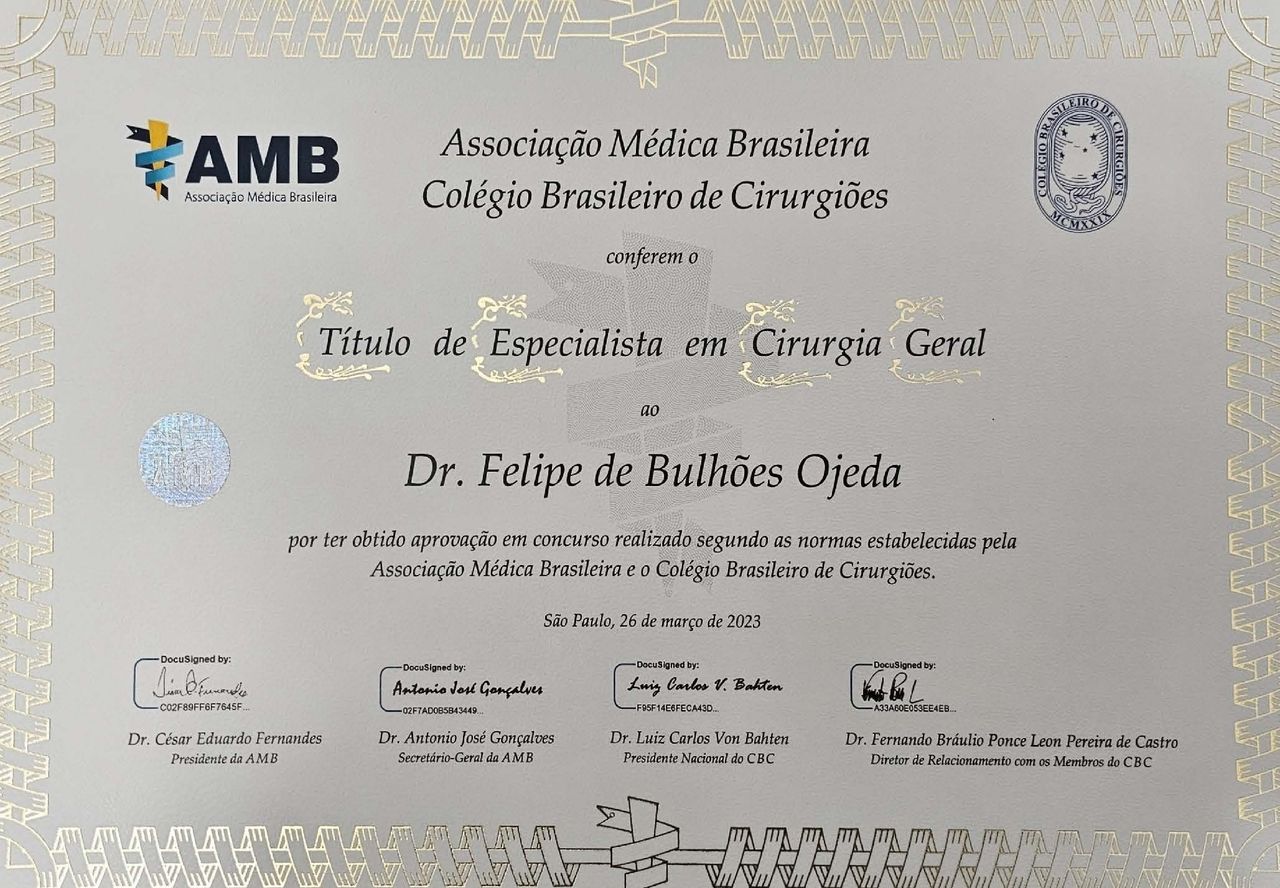 AMB
Associação Médica Brasileira
Associação Médica Brasileira
Colégio Brasileiro de Cirurgiões
COLÉGIO BRASILEIRO DE CIRURGIÕES
MCMXXIX
conferem o
Título de Especialista em Cirurgia Geral
ao
AMB
Dr. Felipe de Bulhões Ojeda
por ter obtido aprovação em concurso realizado segundo as normas estabelecidas pela
Associação Médica Brasileira e o Colégio Brasileiro de Cirurgiões.
São Paulo, 26 de março de 2023
DocuSigned by:
C02F89FF6F7645F...
Dr. César Eduardo Fernandes
Presidente da AMB
DocuSigned by:
Antonio José Gonçalves
02F7AD0B5B43449...
Dr. Antonio José Gonçalves
Secretário-Geral da AMB
DocuSigned by:
Luiz Carlos V. Bahten
F95F14E6FECA43D...
Dr. Luiz Carlos Von Bahten
Presidente Nacional do CBC
DocuSigned by:
A33A60E053EE4EB...
Dr. Fernando Bráulio Ponce Leon Pereira de Castro
Diretor de Relacionamento com os Membros do CBC